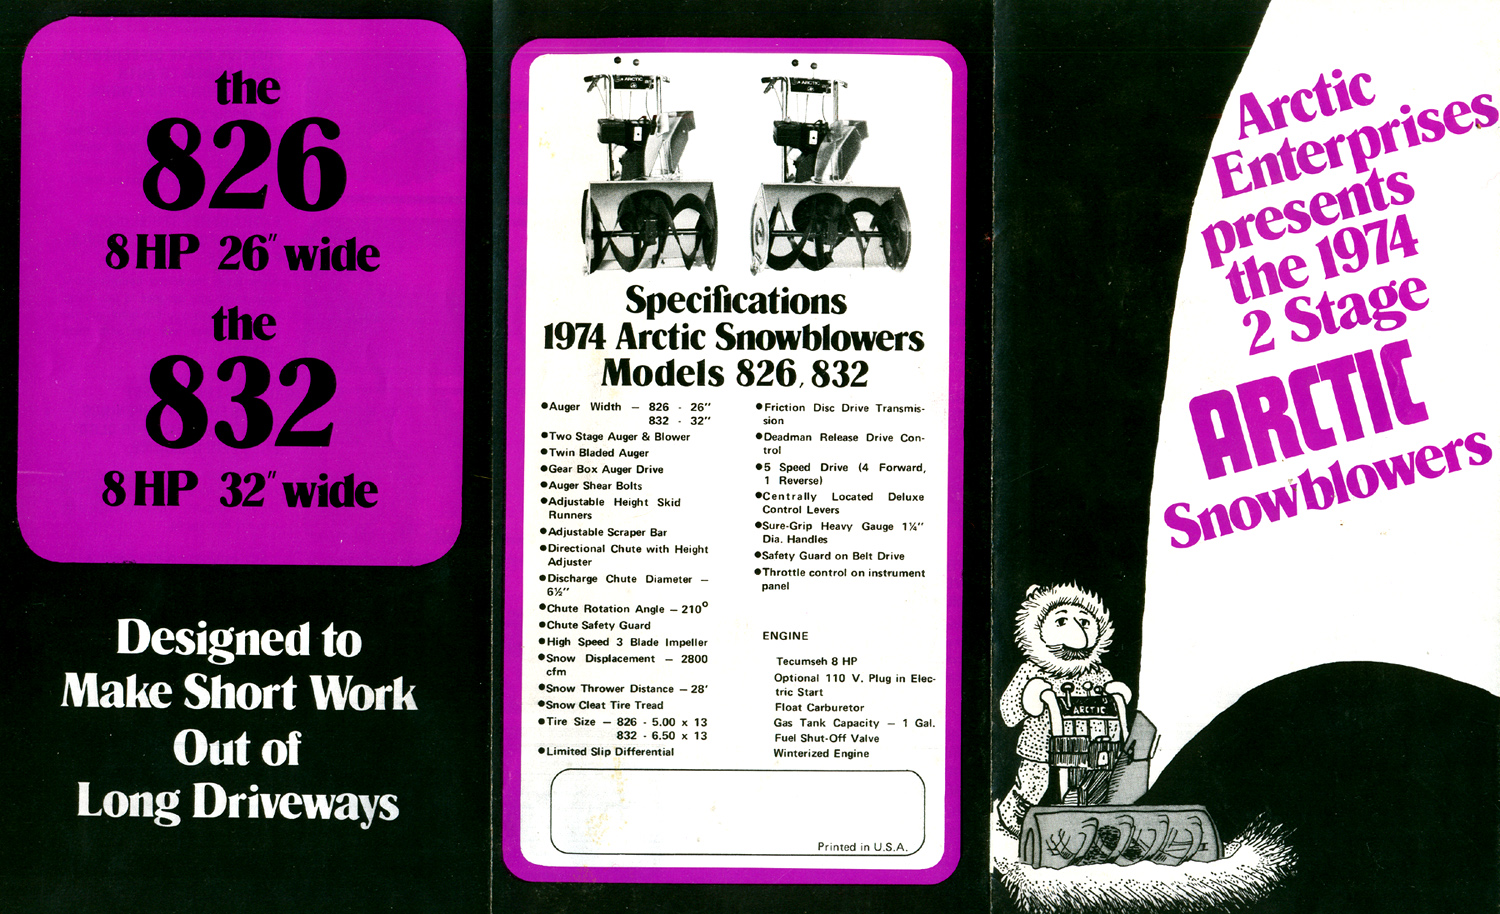 the
826
8 HP 26" wide
the
832
8 HP 32" wide
Designed to
Make Short Work
Out of
Long Driveways
ARCTIC
ARCTIC
Specifications
1974 Arctic Snowblowers
Models 826, 832
●Auger Width — 826 - 26"
832 - 32"
●Two Stage Auger & Blower
●Twin Bladed Auger
●Gear Box Auger Drive
●Auger Shear Bolts
●Adjustable Height Skid
Runners
●Adjustable Scraper Bar
●Directional Chute with Height
Adjuster
●Discharge Chute Diameter —
6½"
●Chute Rotation Angle — 210°
●Chute Safety Guard
●High Speed 3 Blade Impeller
●Snow Displacement — 2800
cfm
●Snow Thrower Distance — 28'
●Snow Cleat Tire Tread
●Tire Size — 826 - 5.00 x 13
832 - 6.50 x 13
●Limited Slip Differential
●Friction Disc Drive Transmis-
sion
●Deadman Release Drive Con-
trol
●5 Speed Drive (4 Forward,
1 Reverse)
●Centrally Located Deluxe
Control Levers
●Sure-Grip Heavy Gauge 1¼"
Dia. Handles
●Safety Guard on Belt Drive
●Throttle control on instrument
panel
ENGINE
Tecumseh 8 HP
Optional 110 V. Plug in Elec-
tric Start
Float Carburetor
Gas Tank Capacity — 1 Gal.
Fuel Shut-Off Valve
Winterized Engine
Printed in U.S.A.
Arctic
Enterprises
presents
the 1974
2 Stage
ARCTIC
Snowblowers
ARCTIC